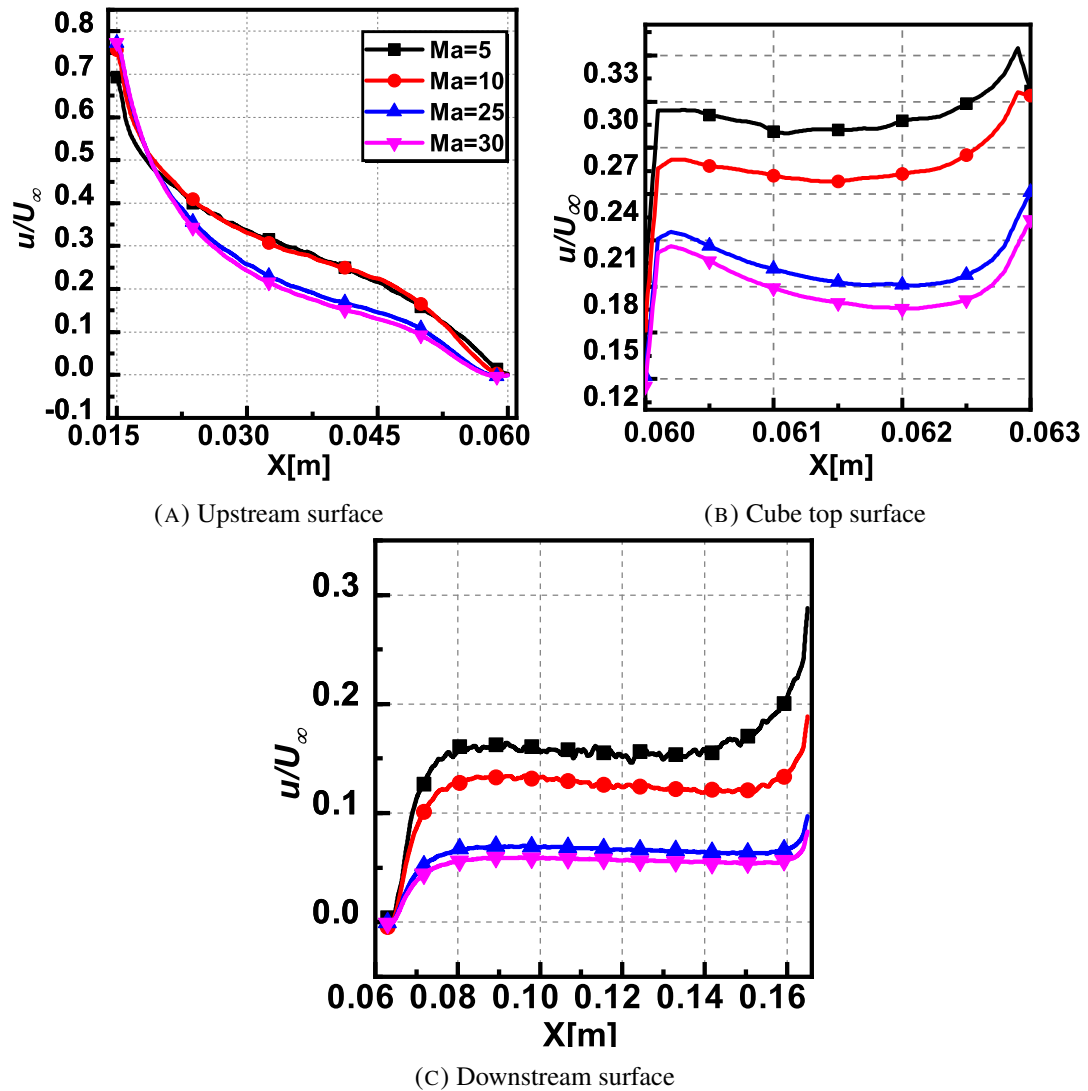 0.8
0.7
0.6
0.5
0.4
0.3
0.2
0.1
0.0
-0.1
u/U∞
0.015 0.030 0.045 0.060
X[m]
Ma=5
Ma=10
Ma=25
Ma=30
(A) Upstream surface
0.33
0.30
0.27
0.24
0.21
0.18
0.15
0.12
u/U∞
0.060 0.061 0.062 0.063
X[m]
(B) Cube top surface
0.3
0.2
0.1
0.0
u/U∞
0.06 0.08 0.10 0.12 0.14 0.16
X[m]
(C) Downstream surface